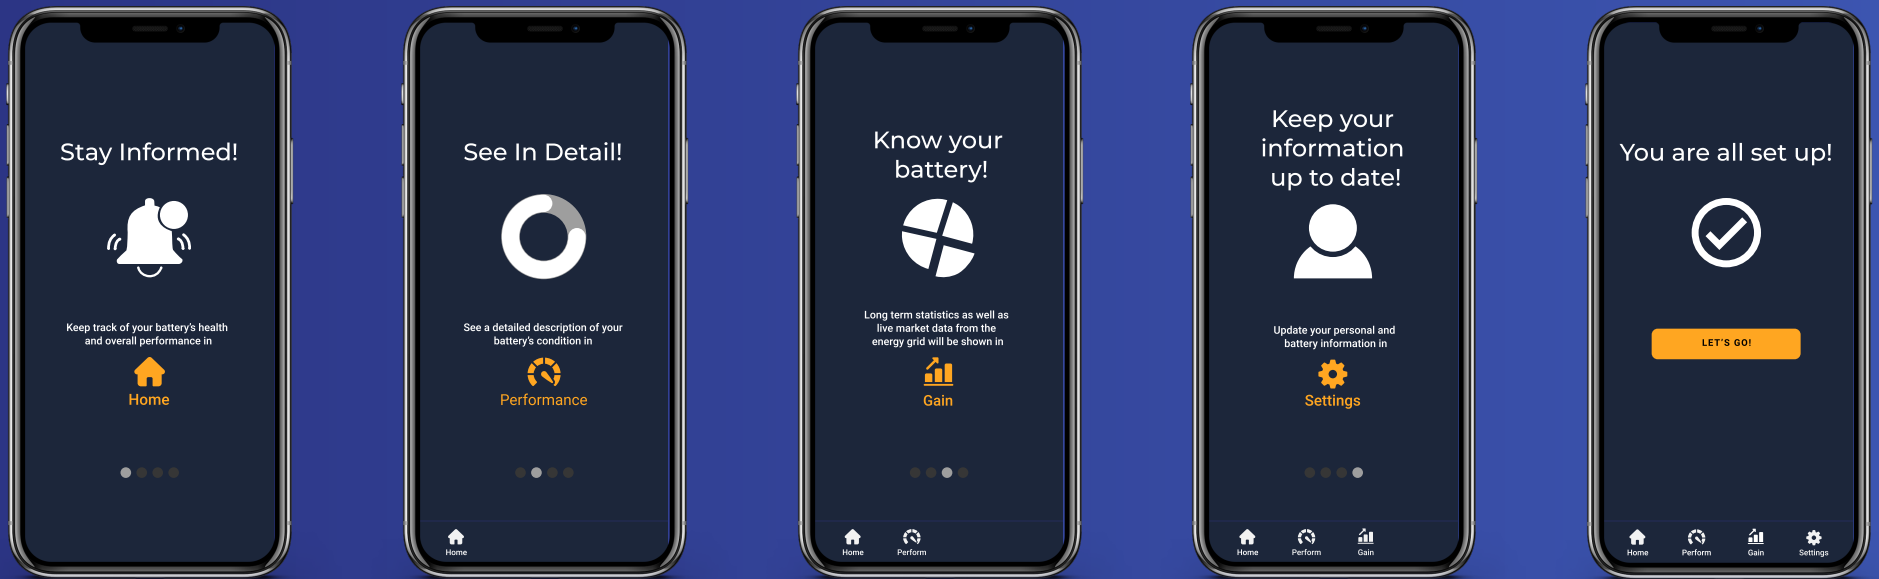 Stay Informed!
Keep track of your battery's health
and overall performance in
Home
See In Detail!
See a detailed description of your
battery's condition in
Performance
Home
Know your
battery!
Long term statistics as well as
live market data from the
energy grid will be shown in
Gain
Home
Perform
Keep your
information
up to date!
Update your personal and
battery information in
Settings
Home
Perform
Gain
You are all set up!
LET'S GO!
Home
Perform
Gain
Settings